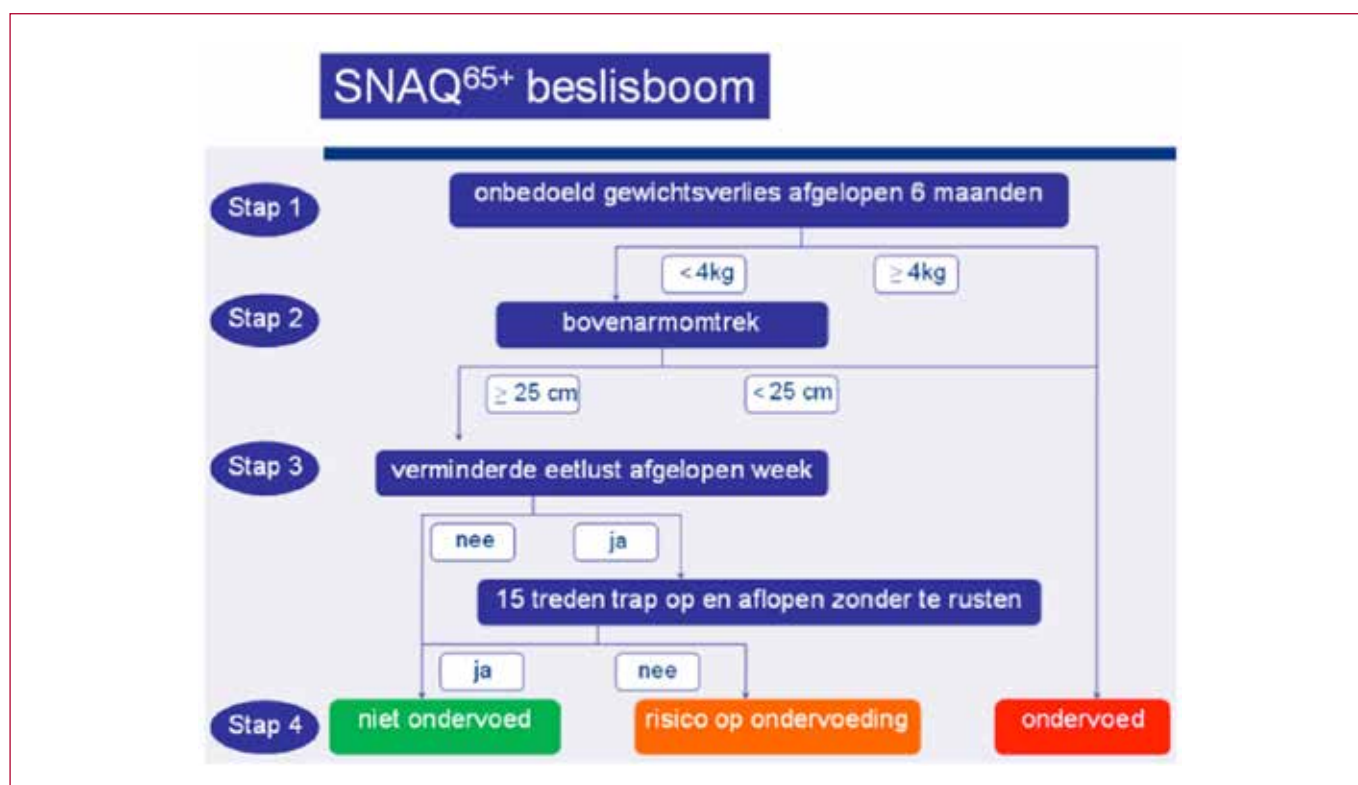 SNAQ⁶⁵⁺ beslisboom
Stap 1
onbedoeld gewichtsverlies afgelopen 6 maanden
< 4kg
≥ 4kg
Stap 2
bovenarmomtrek
≥ 25 cm
< 25 cm
Stap 3
verminderde eetlust afgelopen week
nee
ja
15 treden trap op en aflopen zonder te rusten
ja
nee
Stap 4
niet ondervoed
risico op ondervoeding
ondervoed